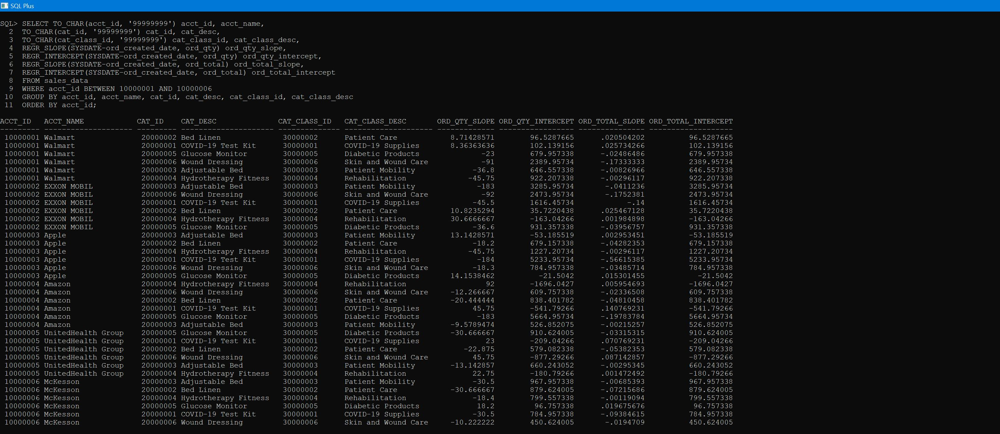 SQL Plus
SQL> SELECT TO_CHAR(acct_id, '99999999') acct_id, acct_name,
2 TO_CHAR(cat_id, '99999999') cat_id, cat_desc,
3 TO_CHAR(cat_class_id, '99999999') cat_class_id, cat_class_desc,
4 REGR_SLOPE(SYSDATE-ord_created_date, ord_qty) ord_qty_slope,
5 REGR_INTERCEPT(SYSDATE-ord_created_date, ord_qty) ord_qty_intercept,
6 REGR_SLOPE(SYSDATE-ord_created_date, ord_total) ord_total_slope,
7 REGR_INTERCEPT(SYSDATE-ord_created_date, ord_total) ord_total_intercept
8 FROM sales_data
9 WHERE acct_id BETWEEN 10000001 AND 10000006
10 GROUP BY acct_id, acct_name, cat_id, cat_desc, cat_class_id, cat_class_desc
11 ORDER BY acct_id;
ACCT_ID ACCT_NAME CAT_ID CAT_DESC CAT_CLASS_ID CAT_CLASS_DESC ORD_QTY_SLOPE ORD_QTY_INTERCEPT ORD_TOTAL_SLOPE ORD_TOTAL_INTERCEPT
--------- -------------------- --------- --------------------- -------------- -------------------- ------------- ----------------- --------------- -------------------
10000001 Walmart 20000002 Bed Linen 30000002 Patient Care 8.71428571 96.5287665 .020504202 96.5287665
10000001 Walmart 20000001 COVID-19 Test Kit 30000001 COVID-19 Supplies 8.36363636 102.139156 .025734266 102.139156
10000001 Walmart 20000005 Glucose Monitor 30000005 Diabetic Products -23 679.957338 -.02486486 679.957338
10000001 Walmart 20000006 Wound Dressing 30000006 Skin and Wound Care -91 2389.95734 -.17333333 2389.95734
10000001 Walmart 20000003 Adjustable Bed 30000003 Patient Mobility -36.8 646.557338 -.00826966 646.557338
10000001 Walmart 20000004 Hydrotherapy Fitness 30000004 Rehabilitation -45.75 922.207338 -.00296117 922.207338
10000002 EXXON MOBIL 20000003 Adjustable Bed 30000003 Patient Mobility -183 3285.95734 -.0411236 3285.95734
10000002 EXXON MOBIL 20000006 Wound Dressing 30000006 Skin and Wound Care -92 2473.95734 -.1752381 2473.95734
10000002 EXXON MOBIL 20000001 COVID-19 Test Kit 30000001 COVID-19 Supplies -45.5 1616.45734 -.14 1616.45734
10000002 EXXON MOBIL 20000002 Bed Linen 30000002 Patient Care 10.8235294 35.7220438 .025467128 35.7220438
10000002 EXXON MOBIL 20000004 Hydrotherapy Fitness 30000004 Rehabilitation 30.6666667 -163.04266 .001984898 -163.04266
10000002 EXXON MOBIL 20000005 Glucose Monitor 30000005 Diabetic Products -36.6 931.357338 -.03956757 931.357338
10000003 Apple 20000003 Adjustable Bed 30000003 Patient Mobility 13.1428571 -53.185519 .002953451 -53.185519
10000003 Apple 20000002 Bed Linen 30000002 Patient Care -18.2 679.157338 -.04282353 679.157338
10000003 Apple 20000004 Hydrotherapy Fitness 30000004 Rehabilitation -45.75 1227.20734 -.00296117 1227.20734
10000003 Apple 20000001 COVID-19 Test Kit 30000001 COVID-19 Supplies -184 5233.95734 -.56615385 5233.95734
10000003 Apple 20000006 Wound Dressing 30000006 Skin and Wound Care -18.3 784.957338 -.03485714 784.957338
10000003 Apple 20000005 Glucose Monitor 30000005 Diabetic Products 14.1538462 -21.5042 .015301455 -21.5042
10000004 Amazon 20000004 Hydrotherapy Fitness 30000004 Rehabilitation 92 -1696.0427 .005954693 -1696.0427
10000004 Amazon 20000006 Wound Dressing 30000006 Skin and Wound Care -12.266667 609.757338 -.02336508 609.757338
10000004 Amazon 20000002 Bed Linen 30000002 Patient Care -20.444444 838.401782 -.04810458 838.401782
10000004 Amazon 20000001 COVID-19 Test Kit 30000001 COVID-19 Supplies 45.75 -541.79266 .140769231 -541.79266
10000004 Amazon 20000005 Glucose Monitor 30000005 Diabetic Products -183 5664.95734 -.19783784 5664.95734
10000004 Amazon 20000003 Adjustable Bed 30000003 Patient Mobility -9.5789474 526.852075 -.00215257 526.852075
10000005 UnitedHealth Group 20000005 Glucose Monitor 30000005 Diabetic Products -30.666667 910.624005 -.03315315 910.624005
10000005 UnitedHealth Group 20000001 COVID-19 Test Kit 30000001 COVID-19 Supplies 23 -209.04266 .070769231 -209.04266
10000005 UnitedHealth Group 20000002 Bed Linen 30000002 Patient Care -22.875 579.082338 -.05382353 579.082338
10000005 UnitedHealth Group 20000006 Wound Dressing 30000006 Skin and Wound Care 45.75 -877.29266 .087142857 -877.29266
10000005 UnitedHealth Group 20000003 Adjustable Bed 30000003 Patient Mobility -13.142857 660.243052 -.00295345 660.243052
10000005 UnitedHealth Group 20000004 Hydrotherapy Fitness 30000004 Rehabilitation 22.75 -180.79266 .001472492 -180.79266
10000006 McKesson 20000003 Adjustable Bed 30000003 Patient Mobility -30.5 967.957338 -.00685393 967.957338
10000006 McKesson 20000002 Bed Linen 30000002 Patient Care -30.666667 879.624005 -.07215686 879.624005
10000006 McKesson 20000004 Hydrotherapy Fitness 30000004 Rehabilitation -18.4 799.557338 -.00119094 799.557338
10000006 McKesson 20000005 Glucose Monitor 30000005 Diabetic Products 18.2 96.757338 .019675676 96.757338
10000006 McKesson 20000001 COVID-19 Test Kit 30000001 COVID-19 Supplies -30.5 784.957338 -.09384615 784.957338
10000006 McKesson 20000006 Wound Dressing 30000006 Skin and Wound Care -10.222222 450.624005 -.0194709 450.624005